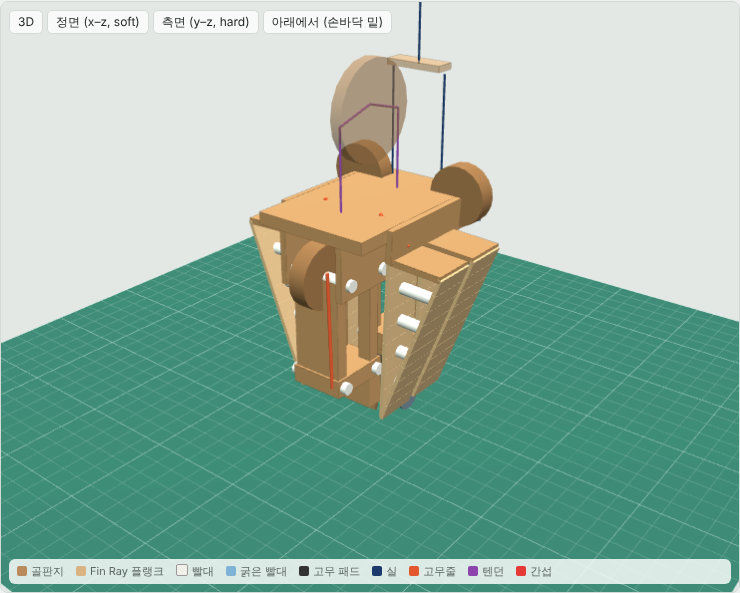 3D 정면 (x–z, soft) 측면 (y–z, hard) 아래에서 (손바닥 밑)
골판지 Fin Ray 플랭크 빨대 굵은 빨대 고무 패드 실 고무줄 텐던 간섭